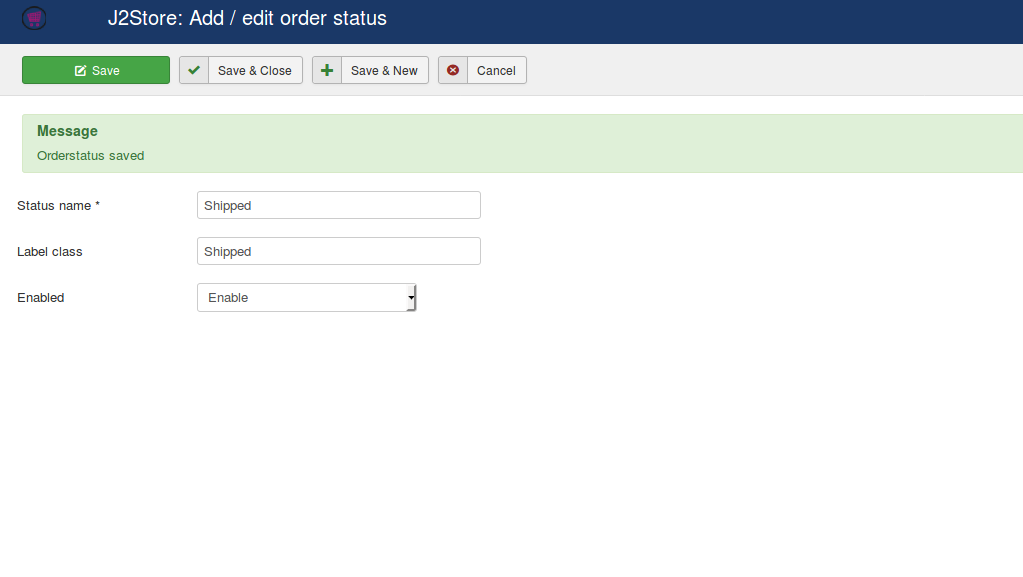 J2Store: Add / edit order status
Save
Save & Close
Save & New
Cancel
Message
Orderstatus saved
Status name *
Shipped
Label class
Shipped
Enabled
Enable